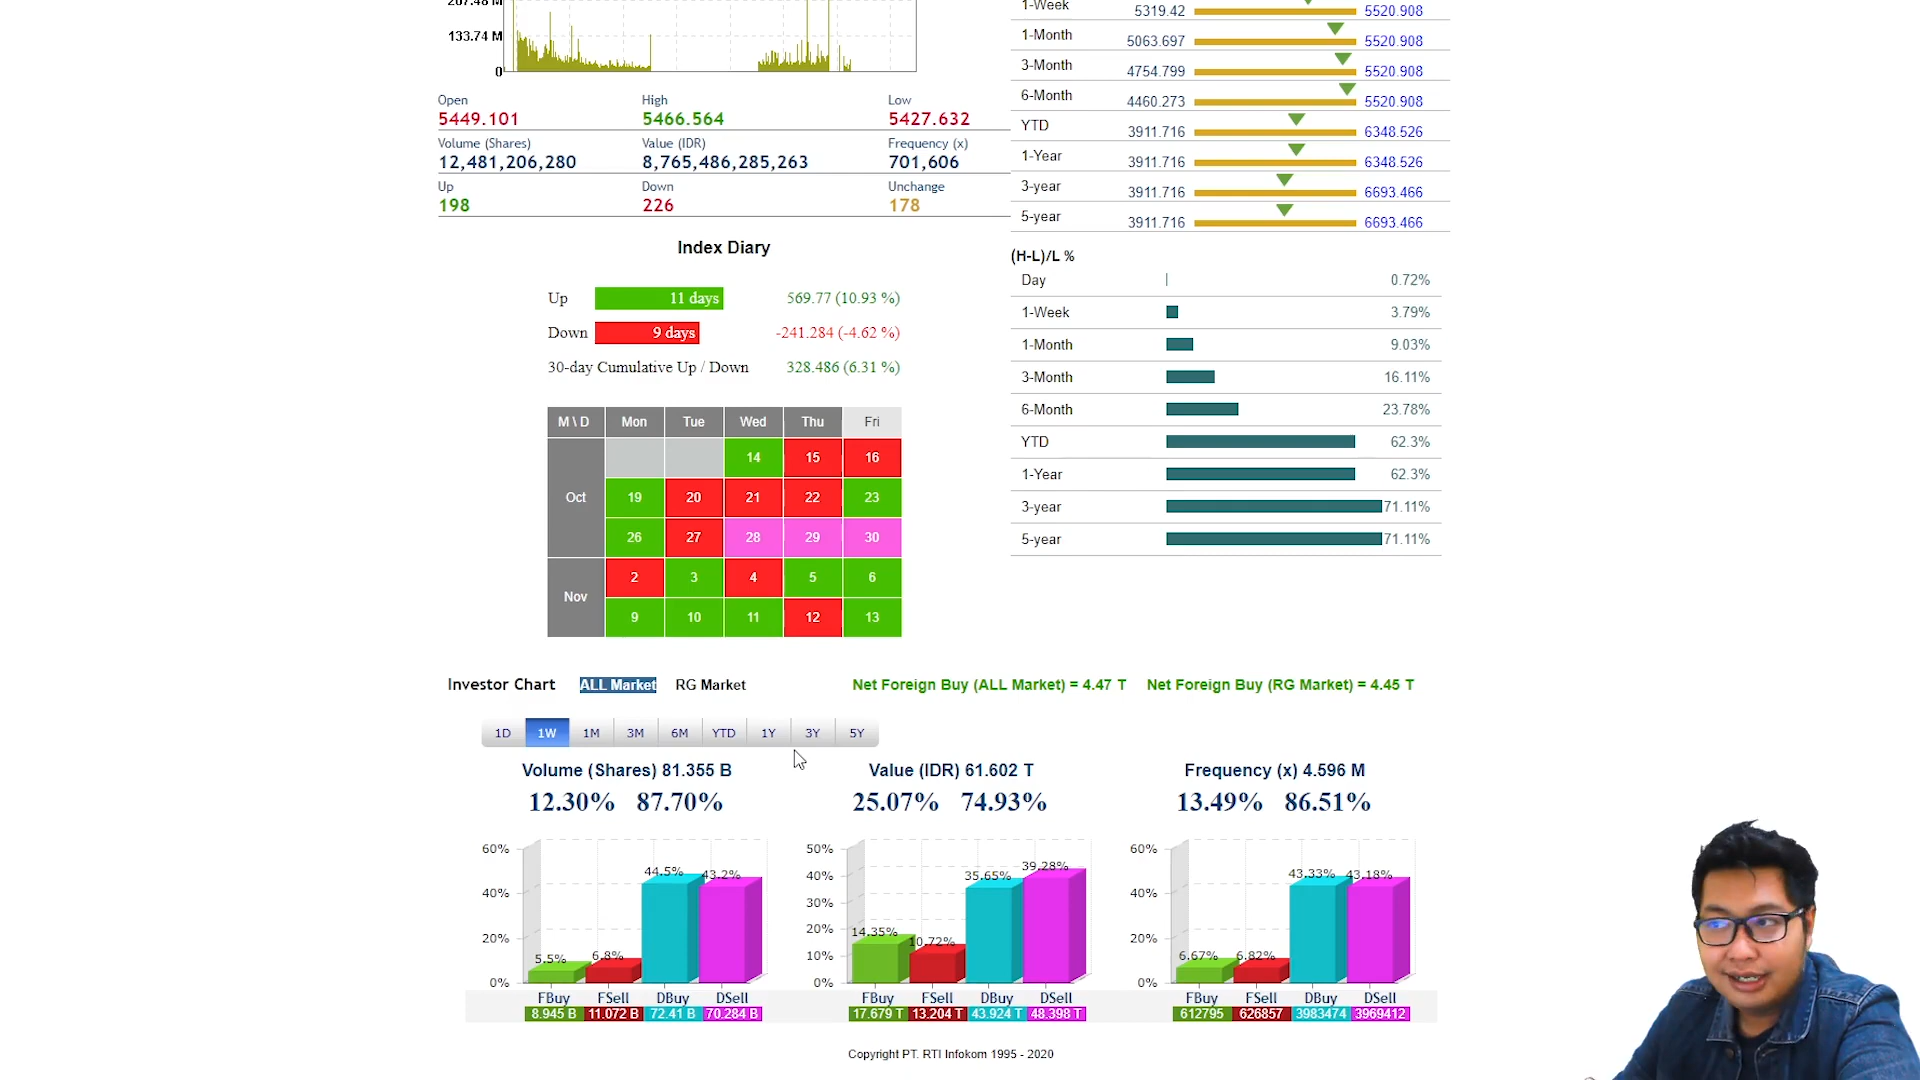 207.48 M
133.74 M
0
Open High Low
5449.101 5466.564 5427.632
Volume (Shares) Value (IDR) Frequency (x)
12,481,206,280 8,765,486,285,263 701,606
Up Down Unchange
198 226 178
1-Week 5319.42 5520.908
1-Month 5063.697 5520.908
3-Month 4754.799 5520.908
6-Month 4460.273 5520.908
YTD 3911.716 6348.526
1-Year 3911.716 6348.526
3-year 3911.716 6693.466
5-year 3911.716 6693.466
Index Diary
Up 11 days 569.77 (10.93 %)
Down 9 days -241.284 (-4.62 %)
30-day Cumulative Up / Down 328.486 (6.31 %)
(H-L)/L %
Day 0.72%
1-Week 3.79%
1-Month 9.03%
3-Month 16.11%
6-Month 23.78%
YTD 62.3%
1-Year 62.3%
3-year 71.11%
5-year 71.11%
M \ D Mon Tue Wed Thu Fri
14 15 16
Oct 19 20 21 22 23
26 27 28 29 30
2 3 4 5 6
Nov
9 10 11 12 13
Investor Chart ALL Market RG Market Net Foreign Buy (ALL Market) = 4.47 T Net Foreign Buy (RG Market) = 4.45 T
1D 1W 1M 3M 6M YTD 1Y 3Y 5Y
Volume (Shares) 81.355 B
12.30% 87.70%
60%
40%
20%
0%
5.5% 6.8% 44.5% 43.2%
FBuy FSell DBuy DSell
8.945 B 11.072 B 72.41 B 70.284 B
Value (IDR) 61.602 T
25.07% 74.93%
50%
40%
30%
20%
10%
0%
14.35% 10.72% 35.65% 39.28%
FBuy FSell DBuy DSell
17.679 T 13.204 T 43.924 T 48.398 T
Frequency (x) 4.596 M
13.49% 86.51%
60%
40%
20%
0%
6.67% 6.82% 43.33% 43.18%
FBuy FSell DBuy DSell
612795 626857 3983474 3969412
Copyright PT. RTI Infokom 1995 - 2020